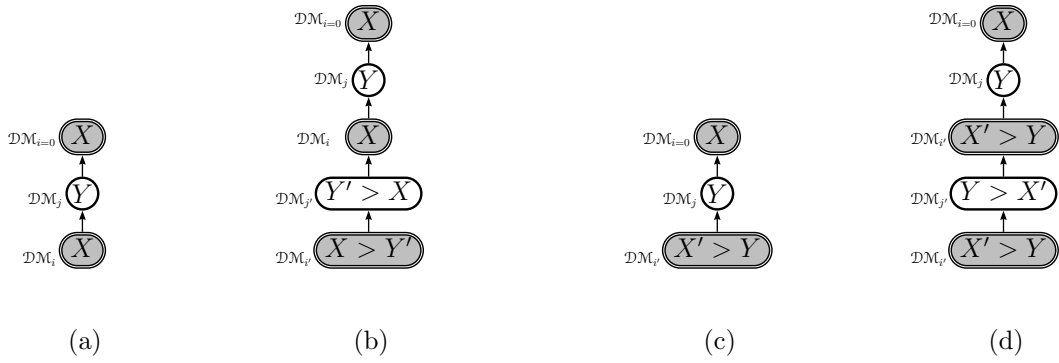 𝒟ℳ_{i=0} X
𝒟ℳ_j Y
𝒟ℳ_i X
(a)
𝒟ℳ_{i=0} X
𝒟ℳ_j Y
𝒟ℳ_i X
𝒟ℳ_{j'} Y' > X
𝒟ℳ_{i'} X > Y'
(b)
𝒟ℳ_{i=0} X
𝒟ℳ_j Y
𝒟ℳ_{i'} X' > Y
(c)
𝒟ℳ_{i=0} X
𝒟ℳ_j Y
𝒟ℳ_{i'} X' > Y
𝒟ℳ_{j'} Y > X'
𝒟ℳ_{i'} X' > Y
(d)